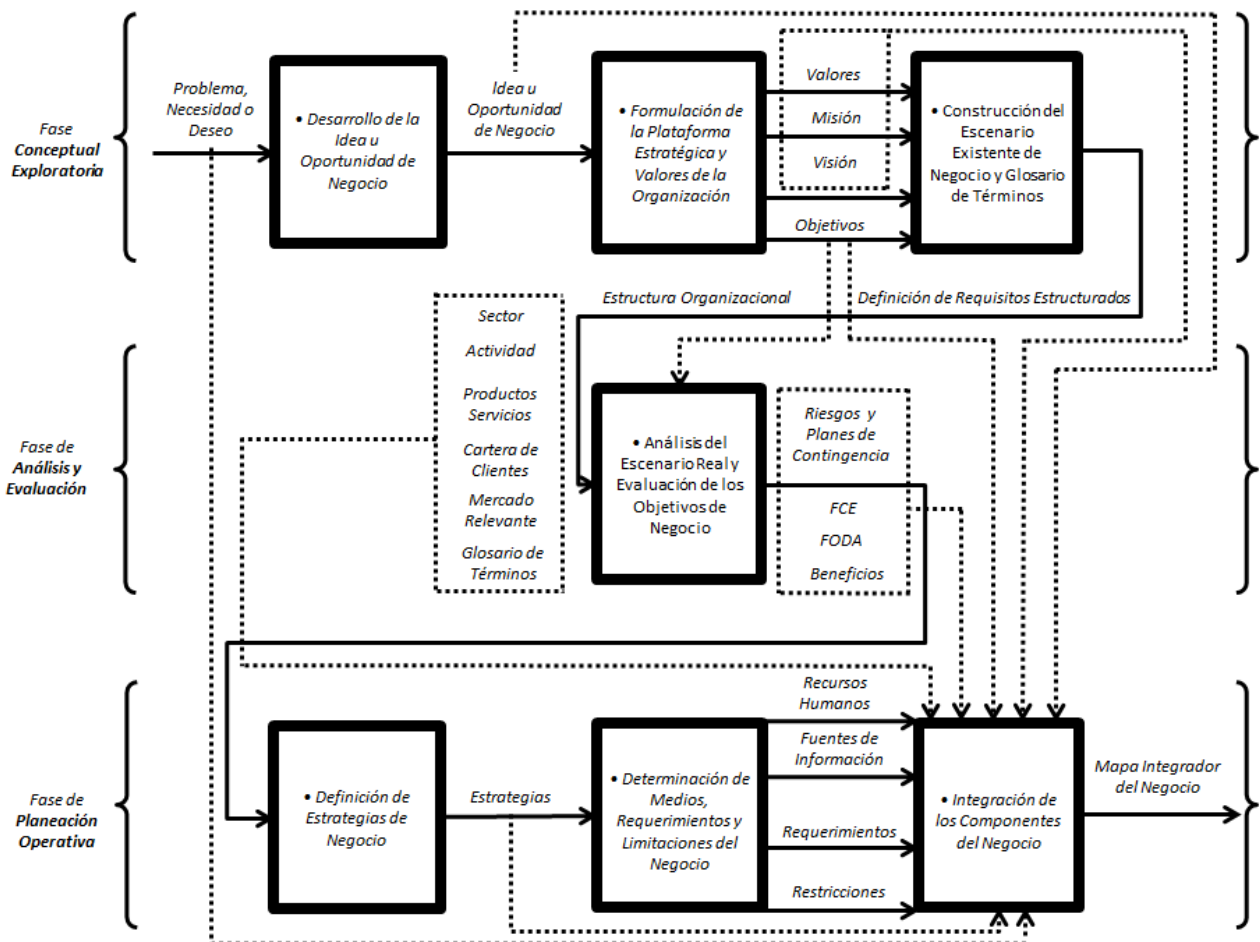 Fase
Conceptual
Exploratoria
Problema,
Necesidad o
Deseo
• Desarrollo de la
Idea u
Oportunidad de
Negocio
Idea u
Oportunidad
de Negocio
• Formulación de
la Plataforma
Estratégica y
Valores de la
Organización
Valores
Misión
Visión
Objetivos
• Construcción del
Escenario
Existente de
Negocio y Glosario
de Términos
Estructura Organizacional
Definición de Requisitos Estructurados
Fase de
Análisis y
Evaluación
Sector
Actividad
Productos
Servicios
Cartera de
Clientes
Mercado
Relevante
Glosario de
Términos
• Análisis del
Escenario Real y
Evaluación de los
Objetivos de
Negocio
Riesgos y
Planes de
Contingencia
FCE
FODA
Beneficios
Fase de
Planeación
Operativa
• Definición de
Estrategias de
Negocio
Estrategias
• Determinación de
Medios,
Requerimientos y
Limitaciones del
Negocio
Recursos
Humanos
Fuentes de
Información
Requerimientos
Restricciones
• Integración de
los Componentes
del Negocio
Mapa Integrador
del Negocio